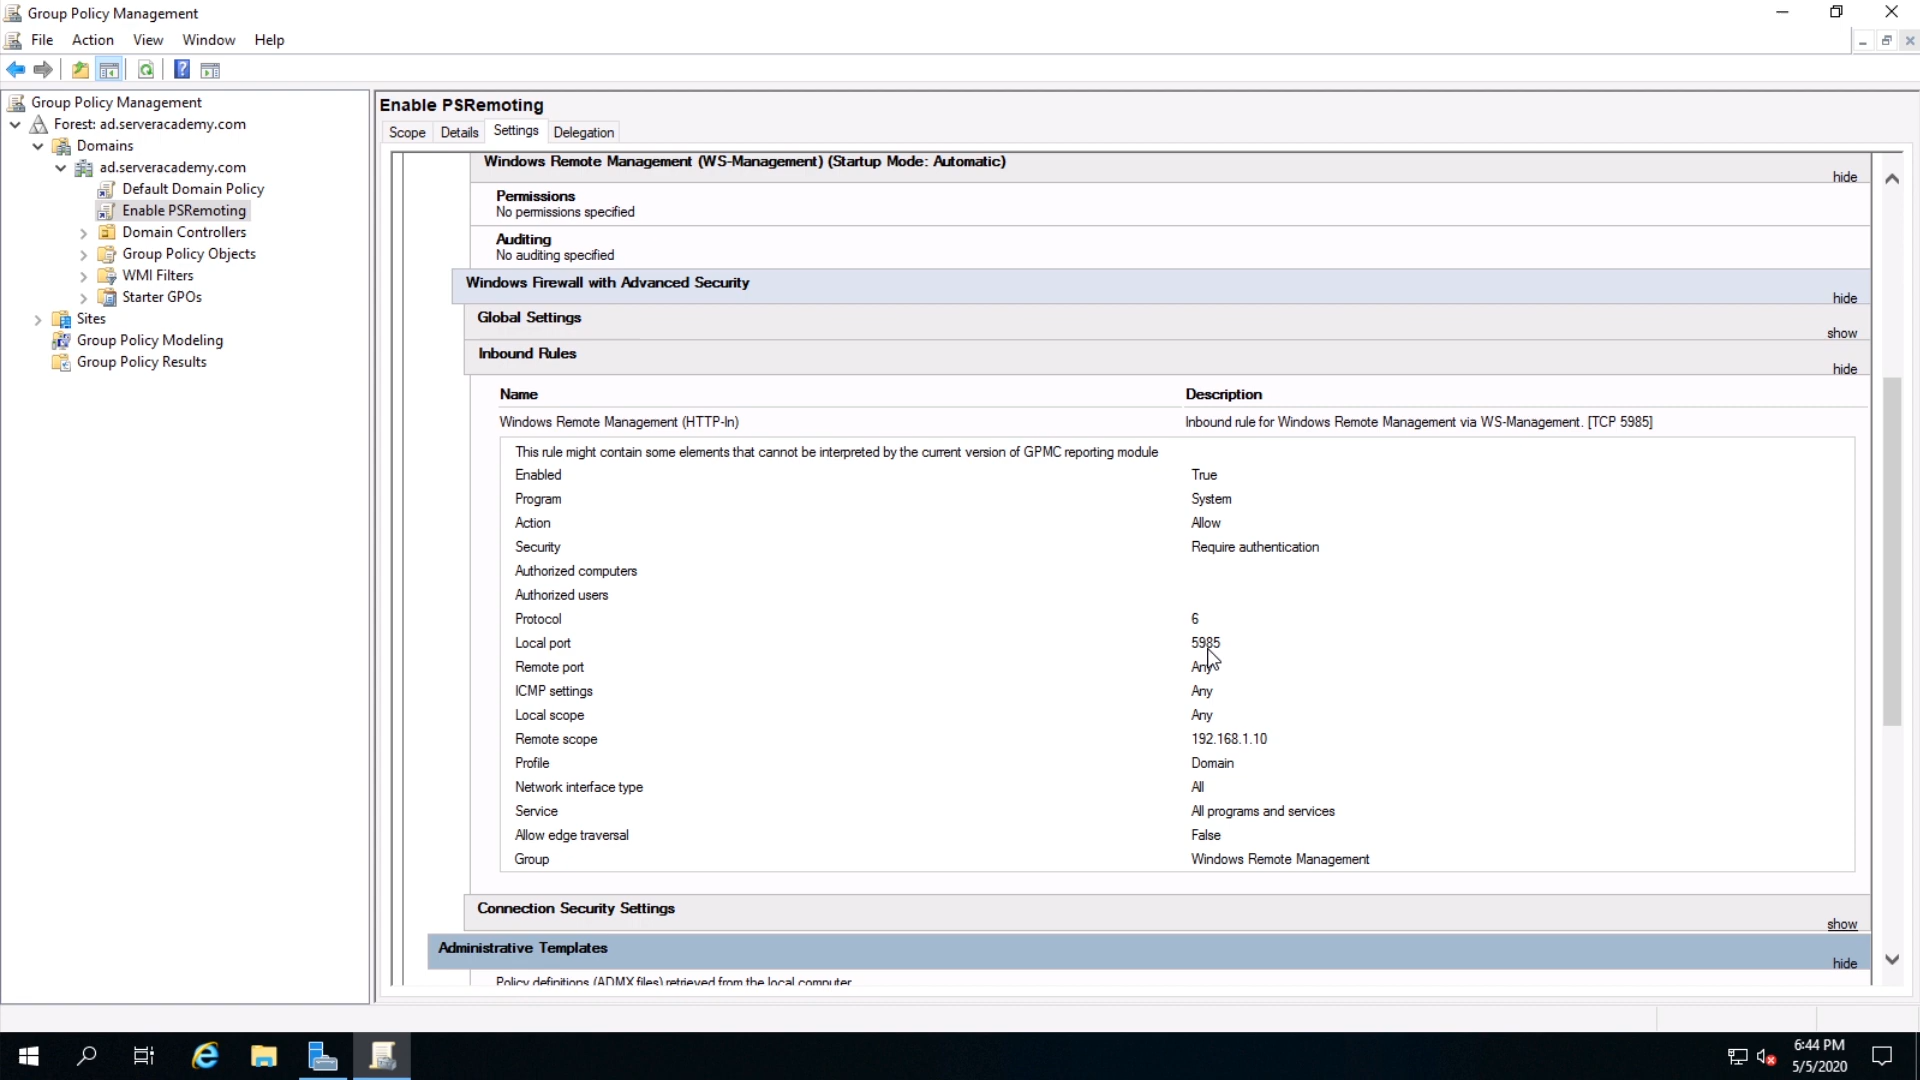 Group Policy Management
File Action View Window Help
Group Policy Management
Forest: ad.serveracademy.com
Domains
ad.serveracademy.com
Default Domain Policy
Enable PSRemoting
Domain Controllers
Group Policy Objects
WMI Filters
Starter GPOs
Sites
Group Policy Modeling
Group Policy Results
Enable PSRemoting
Scope Details Settings Delegation
Windows Remote Management (WS-Management) (Startup Mode: Automatic)
hide
Permissions
No permissions specified
Auditing
No auditing specified
Windows Firewall with Advanced Security
hide
Global Settings
show
Inbound Rules
hide
Name Description
Windows Remote Management (HTTP-In) Inbound rule for Windows Remote Management via WS-Management. [TCP 5985]
This rule might contain some elements that cannot be interpreted by the current version of GPMC reporting module
Enabled True
Program System
Action Allow
Security Require authentication
Authorized computers
Authorized users
Protocol 6
Local port 5985
Remote port Any
ICMP settings Any
Local scope Any
Remote scope 192.168.1.10
Profile Domain
Network interface type All
Service All programs and services
Allow edge traversal False
Group Windows Remote Management
Connection Security Settings
show
Administrative Templates
hide
Policy definitions (ADMX files) retrieved from the local computer.
6:44 PM
5/5/2020